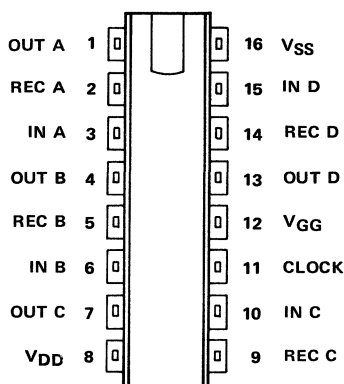 OUT A 1 16 VSS
REC A 2 15 IN D
IN A 3 14 REC D
OUT B 4 13 OUT D
REC B 5 12 VGG
IN B 6 11 CLOCK
OUT C 7 10 IN C
VDD 8 9 REC C